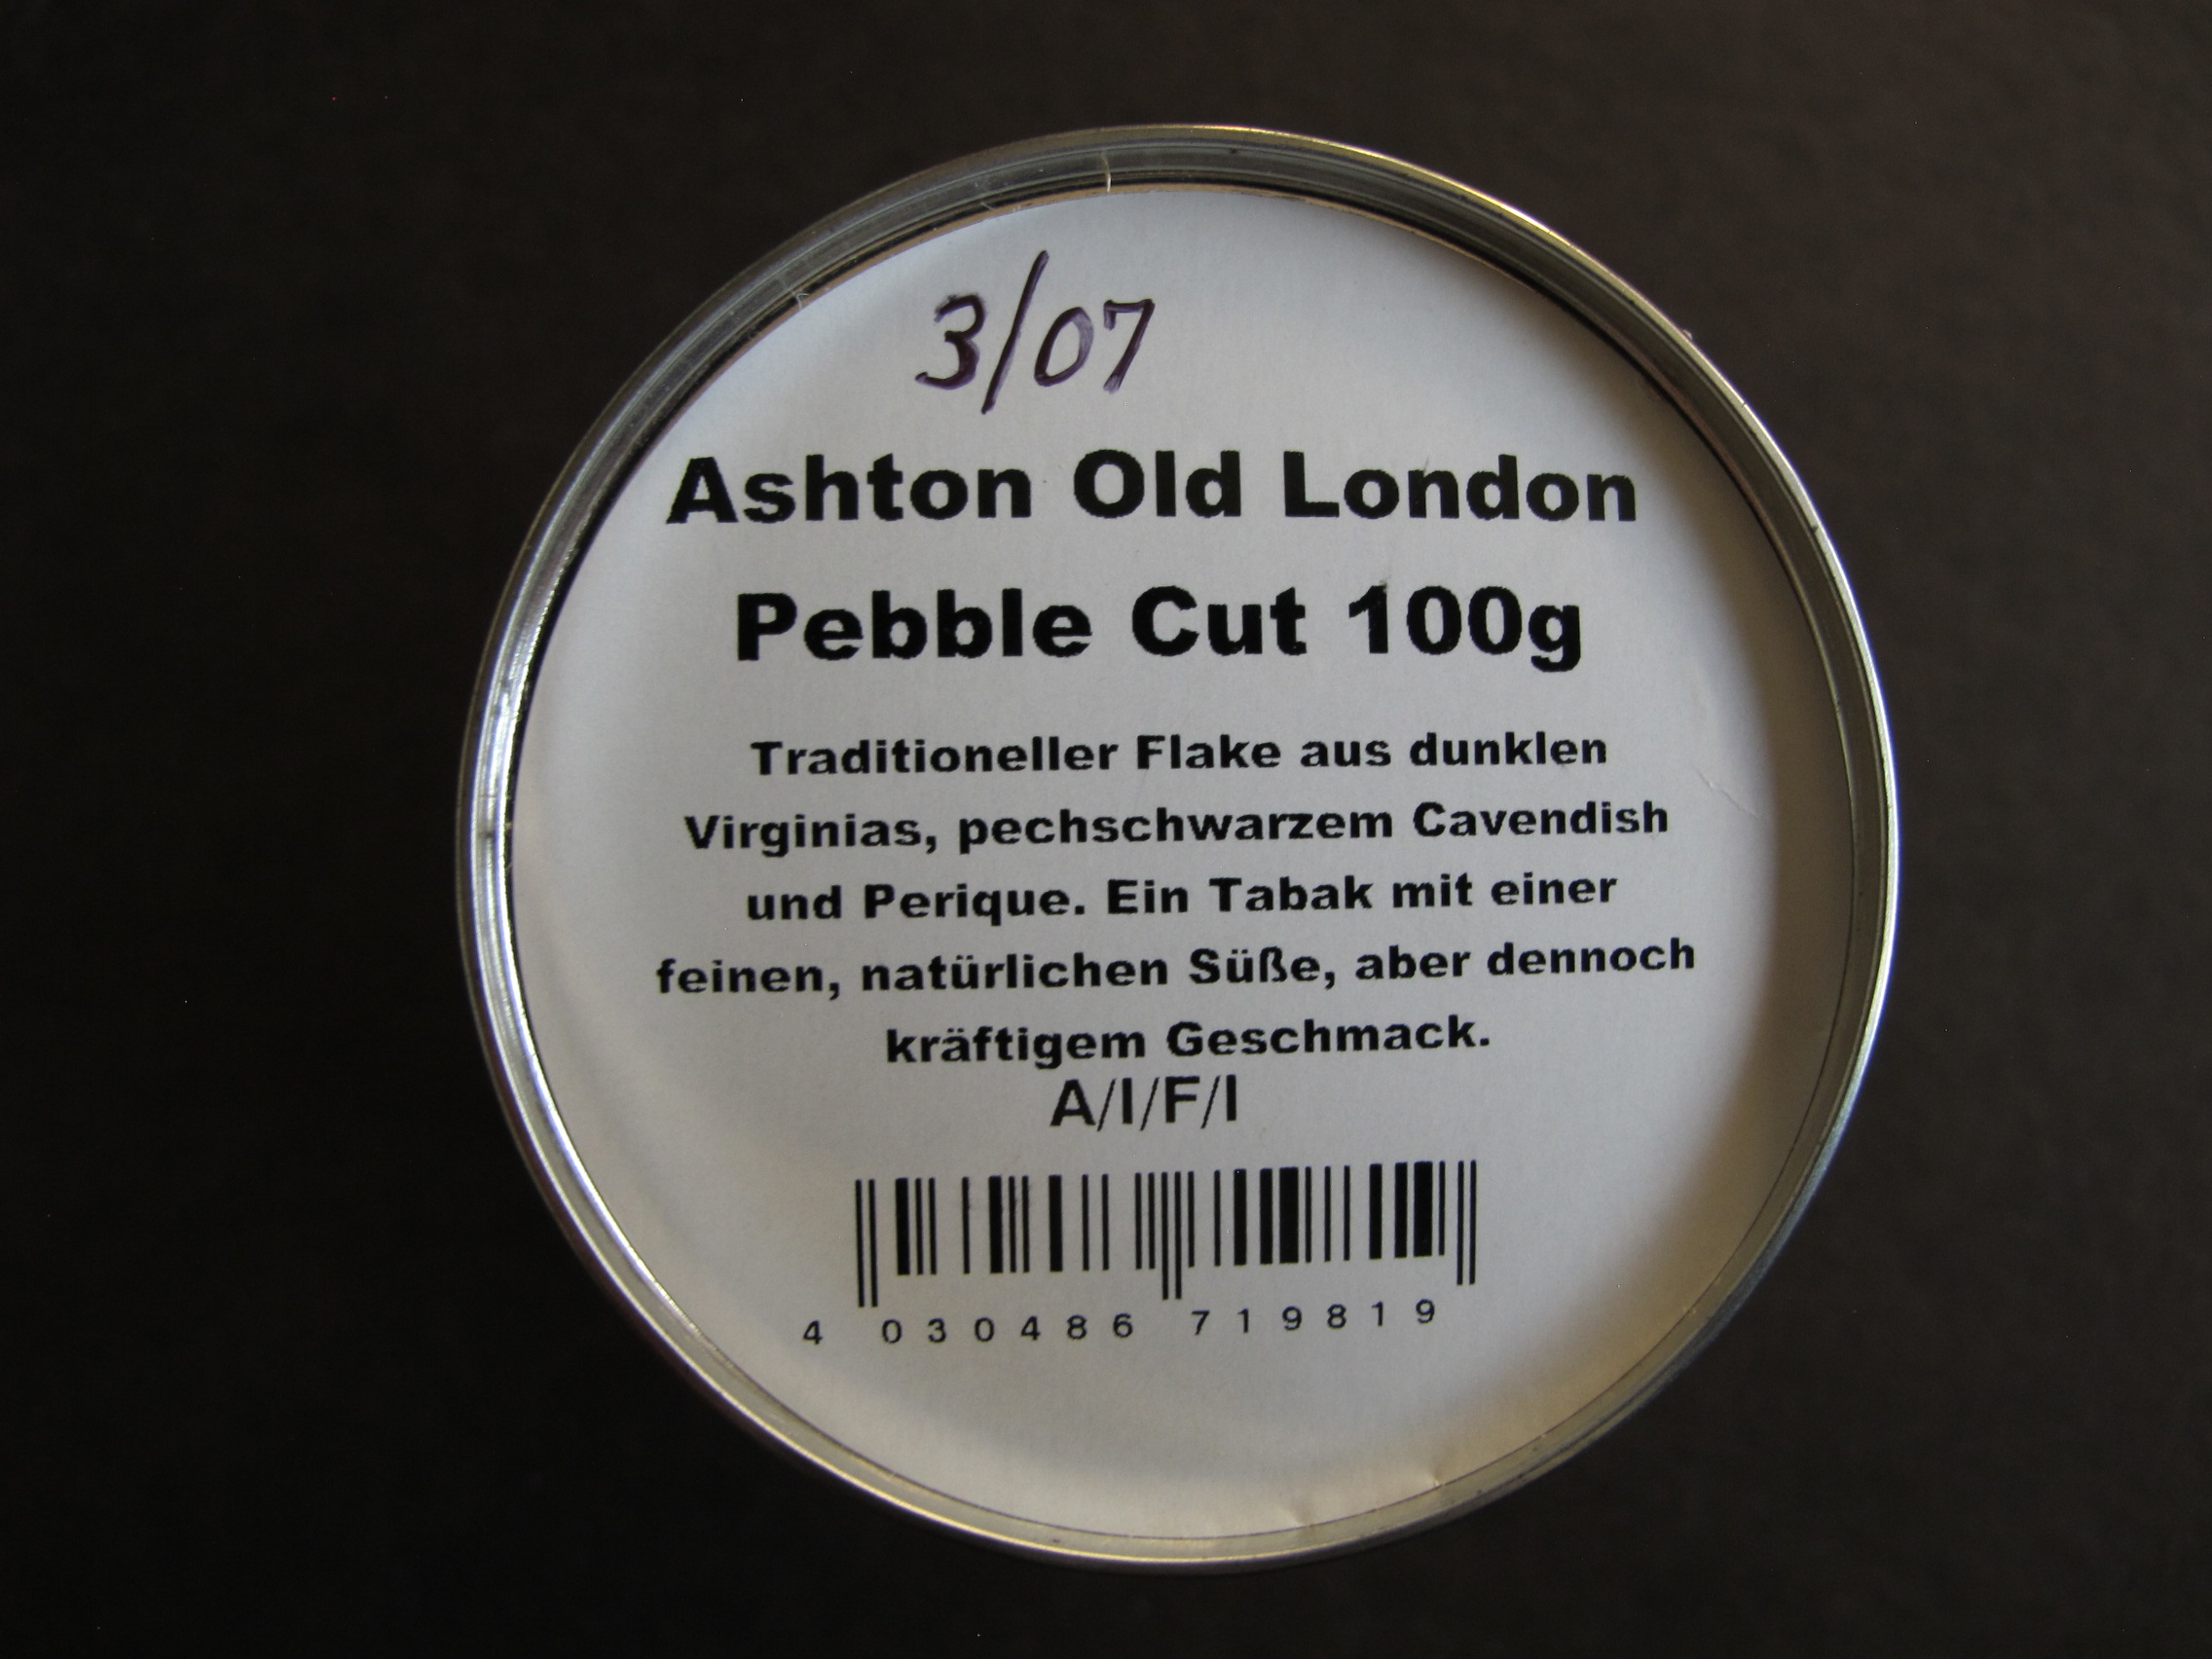 3/07
Ashton Old London
Pebble Cut 100g
Traditioneller Flake aus dunklen
Virginias, pechschwarzem Cavendish
und Perique. Ein Tabak mit einer
feinen, natürlichen Süße, aber dennoch
kräftigem Geschmack.
A/I/F/I
4 030486 719819